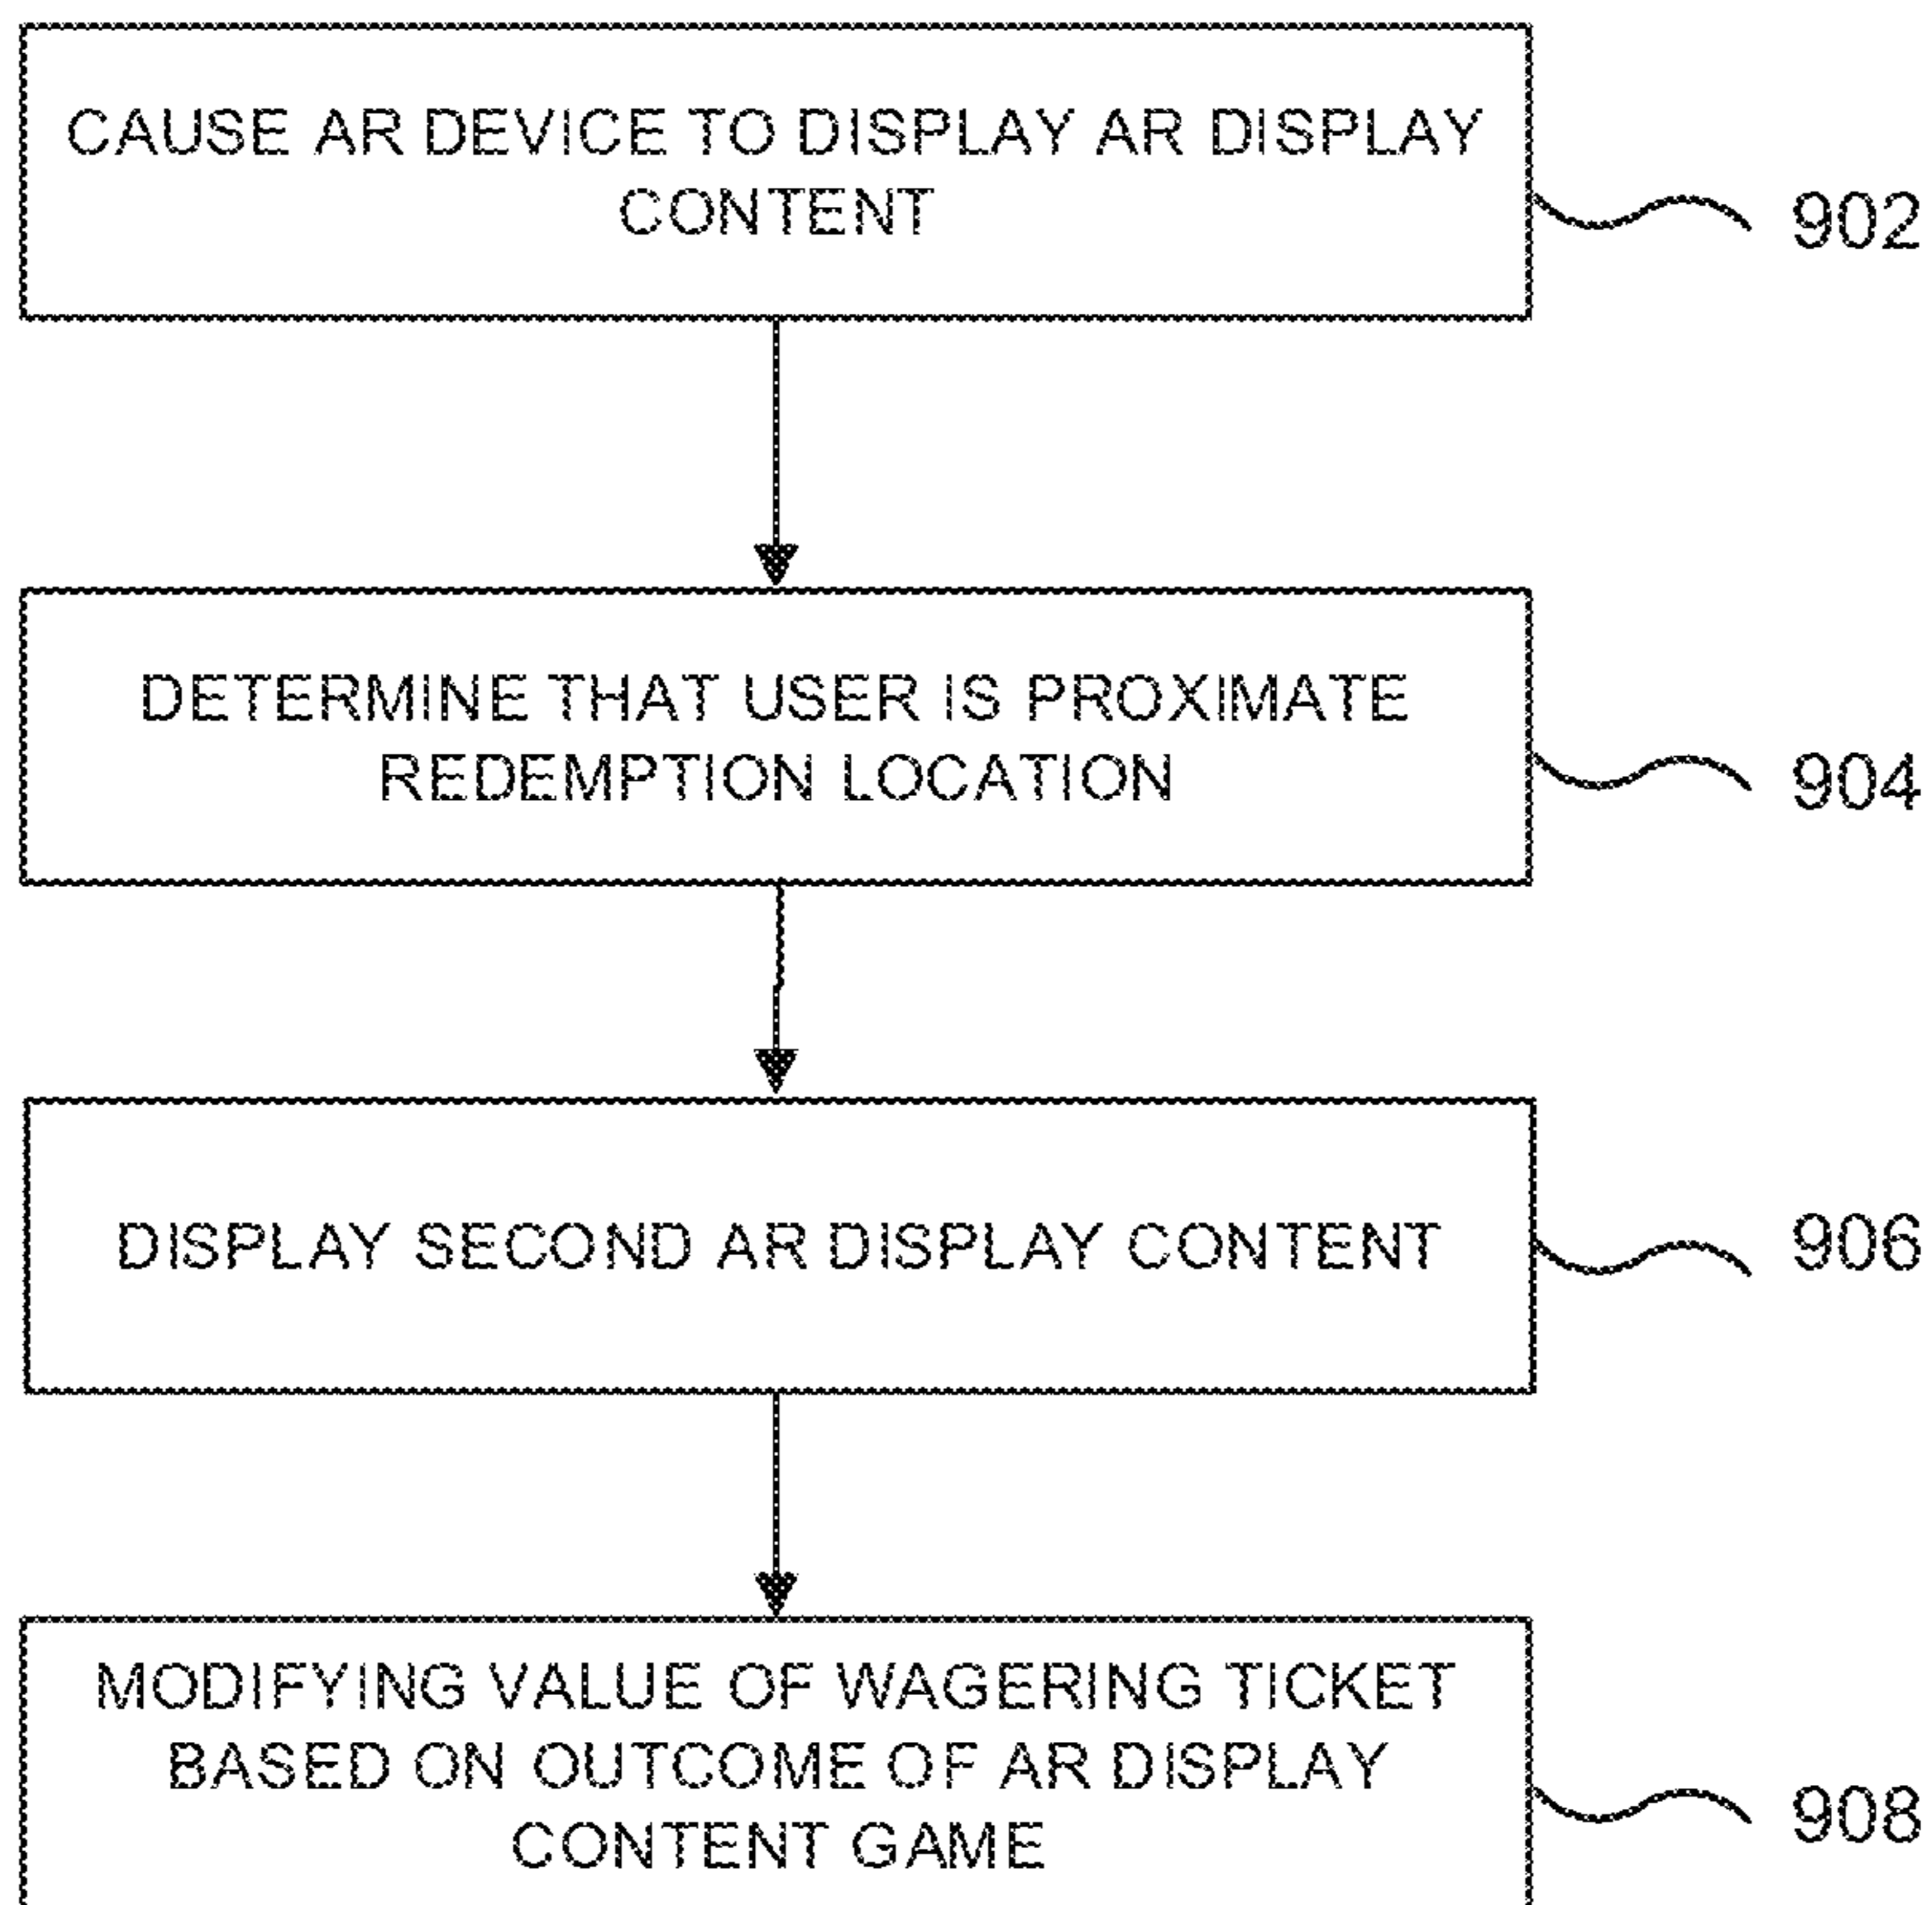 CAUSE AR DEVICE TO DISPLAY AR DISPLAY
CONTENT
902
DETERMINE THAT USER IS PROXIMATE
REDEMPTION LOCATION
904
DISPLAY SECOND AR DISPLAY CONTENT
906
MODIFYING VALUE OF WAGERING TICKET
BASED ON OUTCOME OF AR DISPLAY
CONTENT GAME
908